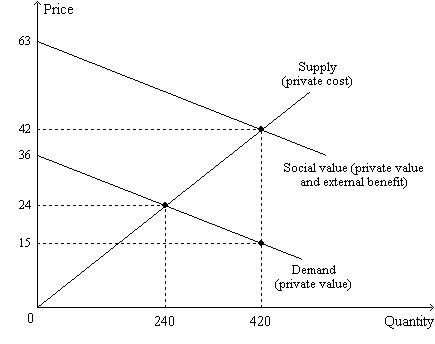 Price
63
Supply
(private cost)
42
36
Social value (private value
and external benefit)
24
15
Demand
(private value)
0
240
420
Quantity